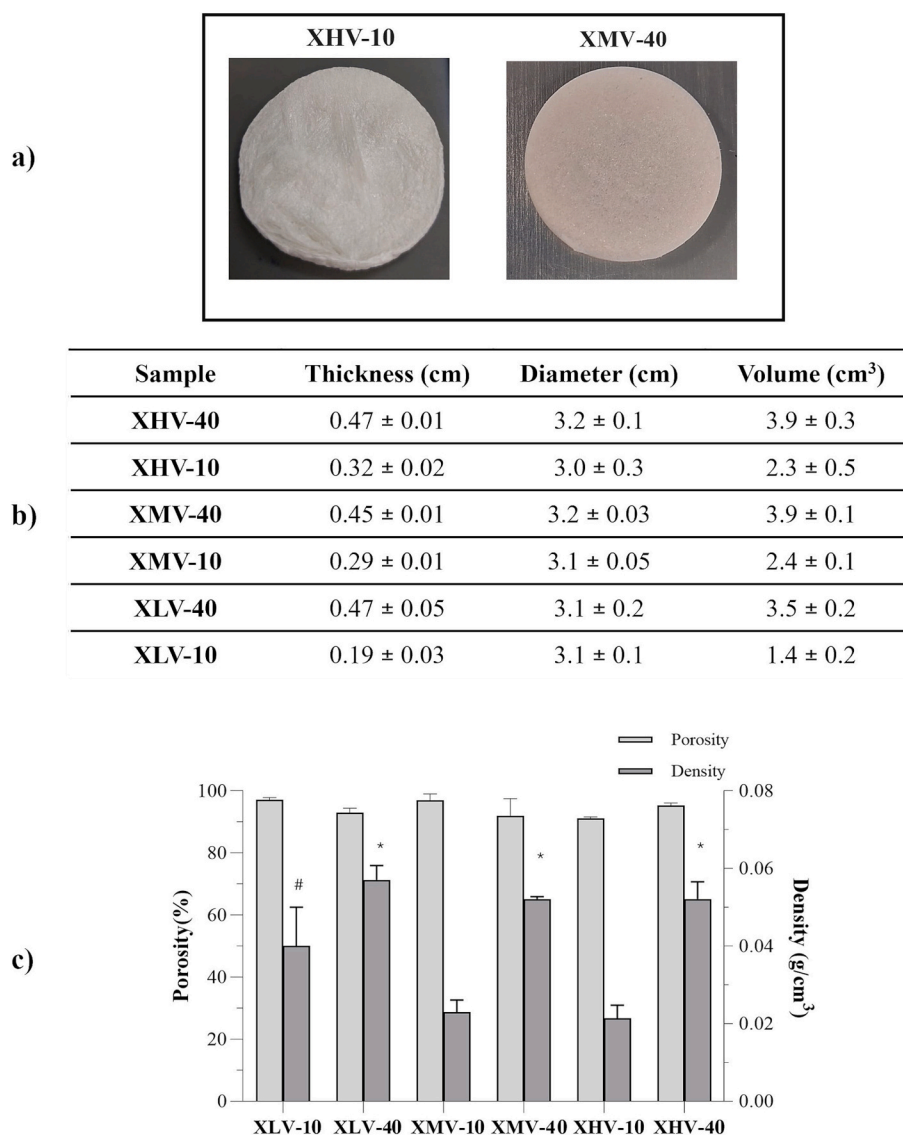 XHV-10 XMV-40
a)
Sample Thickness (cm) Diameter (cm) Volume (cm³)
XHV-40 0.47 ± 0.01 3.2 ± 0.1 3.9 ± 0.3
XHV-10 0.32 ± 0.02 3.0 ± 0.3 2.3 ± 0.5
b)
XMV-40 0.45 ± 0.01 3.2 ± 0.03 3.9 ± 0.1
XMV-10 0.29 ± 0.01 3.1 ± 0.05 2.4 ± 0.1
XLV-40 0.47 ± 0.05 3.1 ± 0.2 3.5 ± 0.2
XLV-10 0.19 ± 0.03 3.1 ± 0.1 1.4 ± 0.2
Porosity
Density
c)
Porosity(%)
100
80
60
40
20
0
# * * *
0.08
0.06
0.04
0.02
0.00
Density (g/cm³)
XLV-10 XLV-40 XMV-10 XMV-40 XHV-10 XHV-40